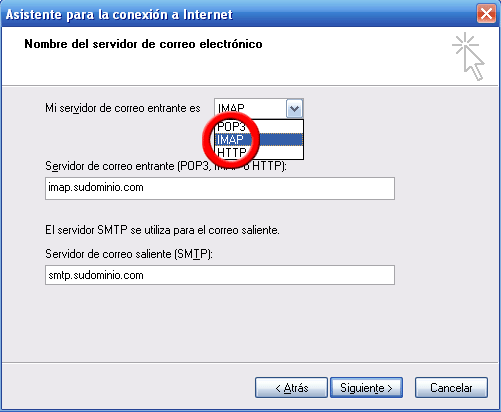 Asistente para la conexión a Internet
Nombre del servidor de correo electrónico
Mi servidor de correo entrante es IMAP
POP3
IMAP
HTTP
Servidor de correo entrante (POP3, IMAP o HTTP):
imap.sudominio.com
El servidor SMTP se utiliza para el correo saliente.
Servidor de correo saliente (SMTP):
smtp.sudominio.com
< Atrás Siguiente > Cancelar